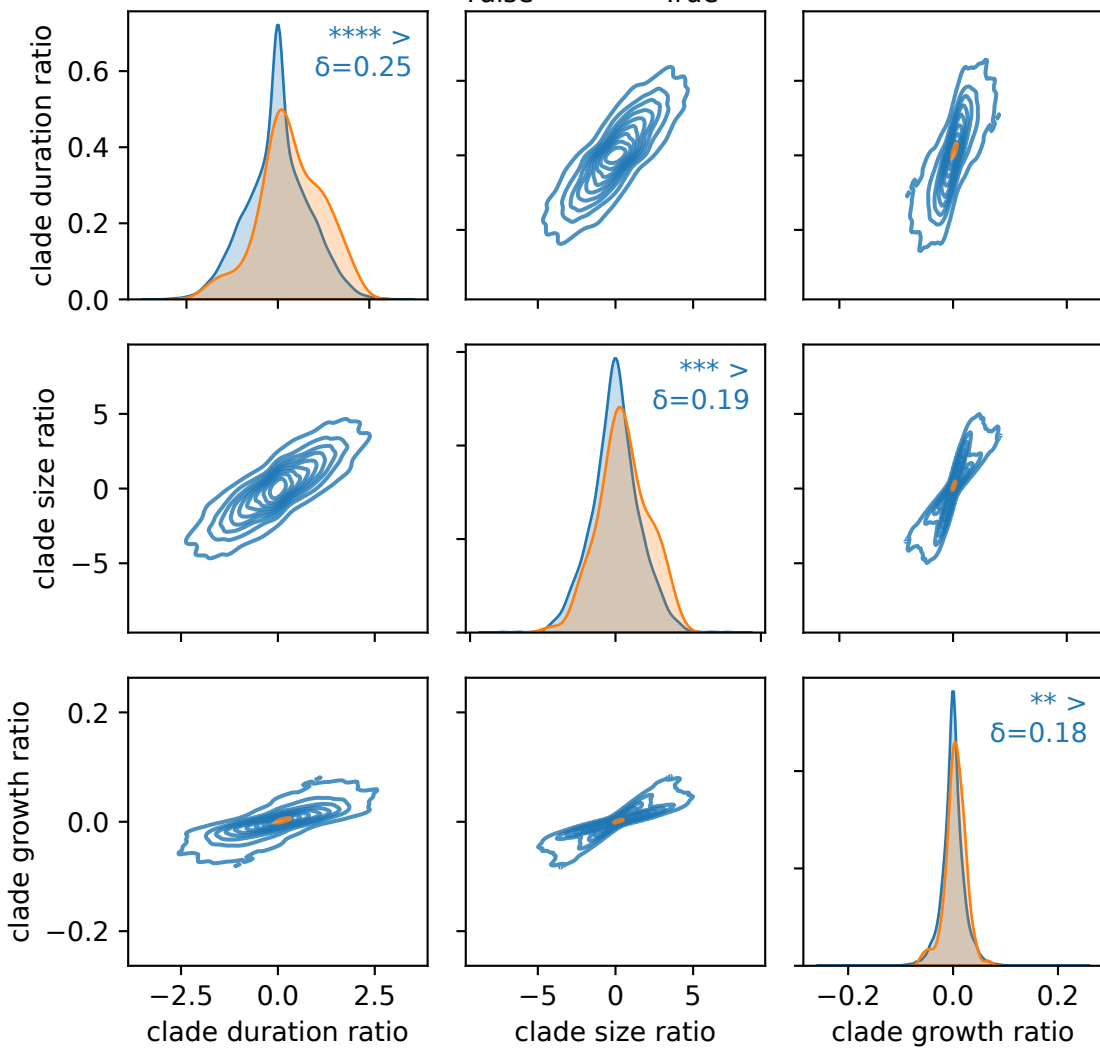 False True
**** >
δ=0.25
clade duration ratio
0.6
0.4
0.2
0.0
*** >
δ=0.19
clade size ratio
5
0
−5
** >
δ=0.18
clade growth ratio
0.2
0.0
−0.2
−2.5 0.0 2.5
−5 0 5
−0.2 0.0 0.2
clade duration ratio
clade size ratio
clade growth ratio